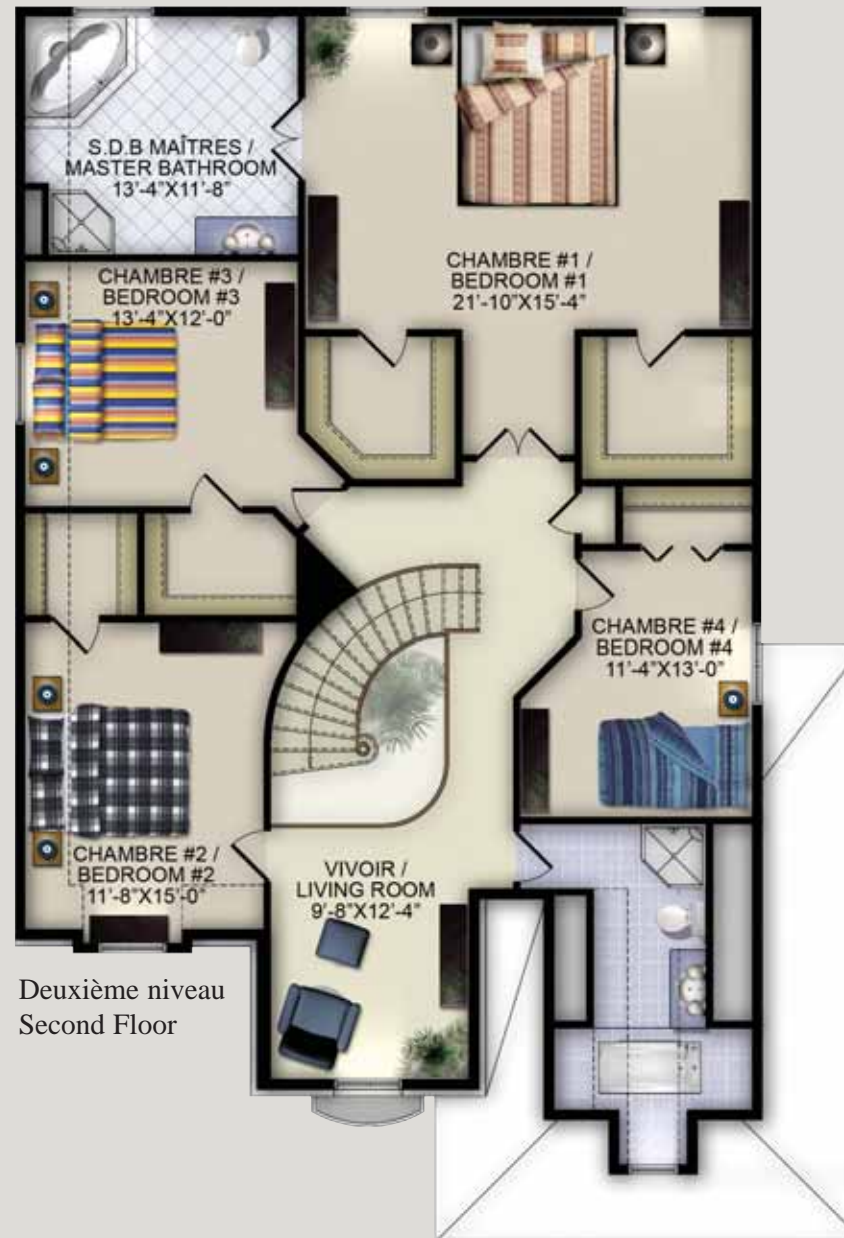 S.D.B MAÎTRES /
MASTER BATHROOM
13'-4"X11'-8"
CHAMBRE #1 /
BEDROOM #1
21'-10"X15'-4"
CHAMBRE #3 /
BEDROOM #3
13'-4"X12'-0"
CHAMBRE #4 /
BEDROOM #4
11'-4"X13'-0"
CHAMBRE #2 /
BEDROOM #2
11'-8"X15'-0"
VIVOIR /
LIVING ROOM
9'-8"X12'-4"
Deuxième niveau
Second Floor